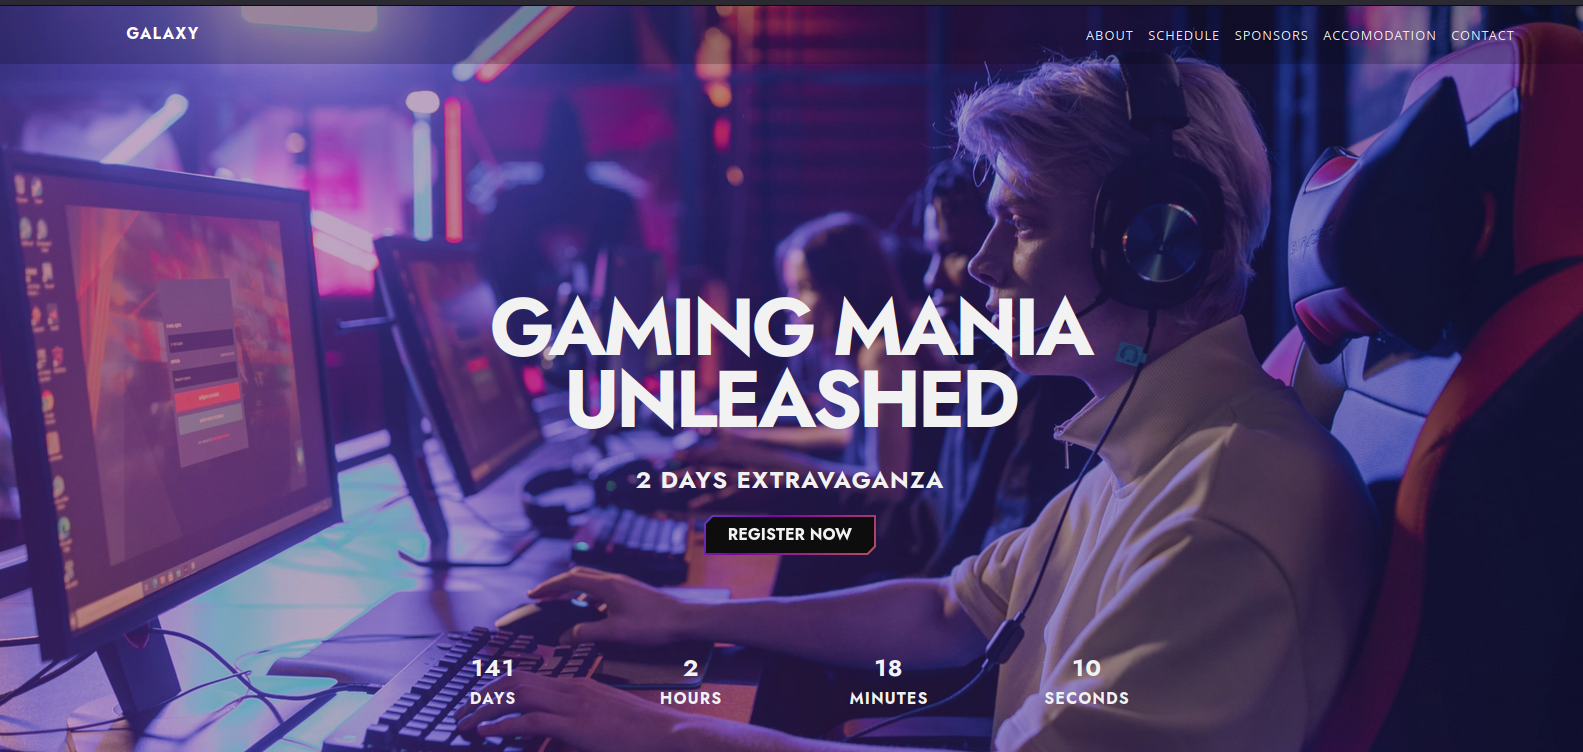 GALAXY
ABOUT SCHEDULE SPONSORS ACCOMODATION CONTACT
GAMING MANIA
UNLEASHED
2 DAYS EXTRAVAGANZA
REGISTER NOW
141 2 18 10
DAYS HOURS MINUTES SECONDS